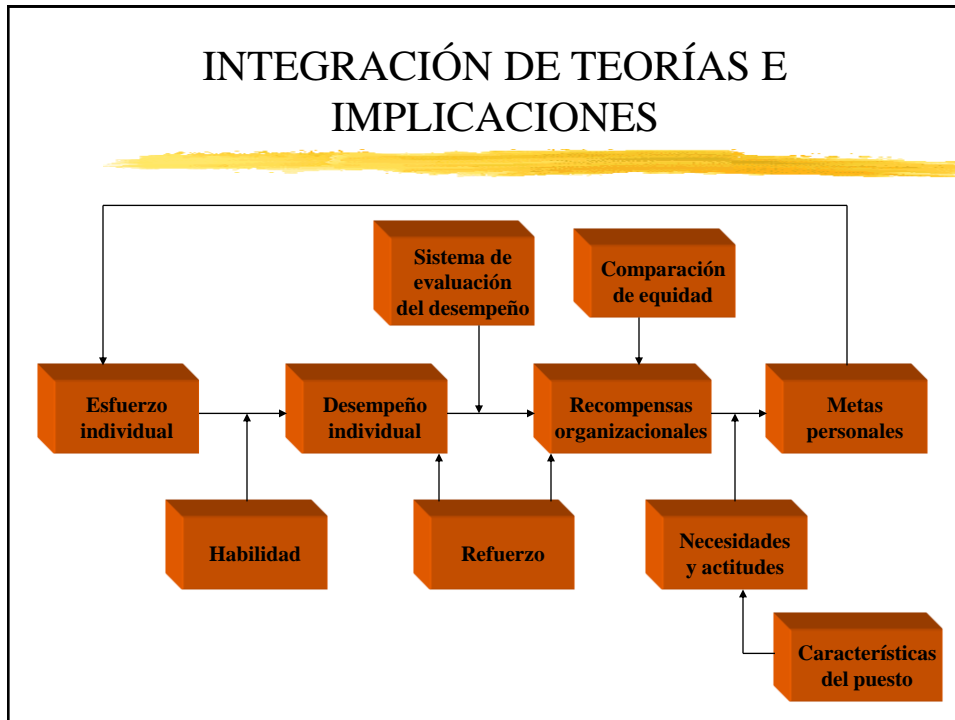 INTEGRACIÓN DE TEORÍAS E
IMPLICACIONES
Sistema de
evaluación
del desempeño
Comparación
de equidad
Esfuerzo
individual
Desempeño
individual
Recompensas
organizacionales
Metas
personales
Habilidad
Refuerzo
Necesidades
y actitudes
Características
del puesto